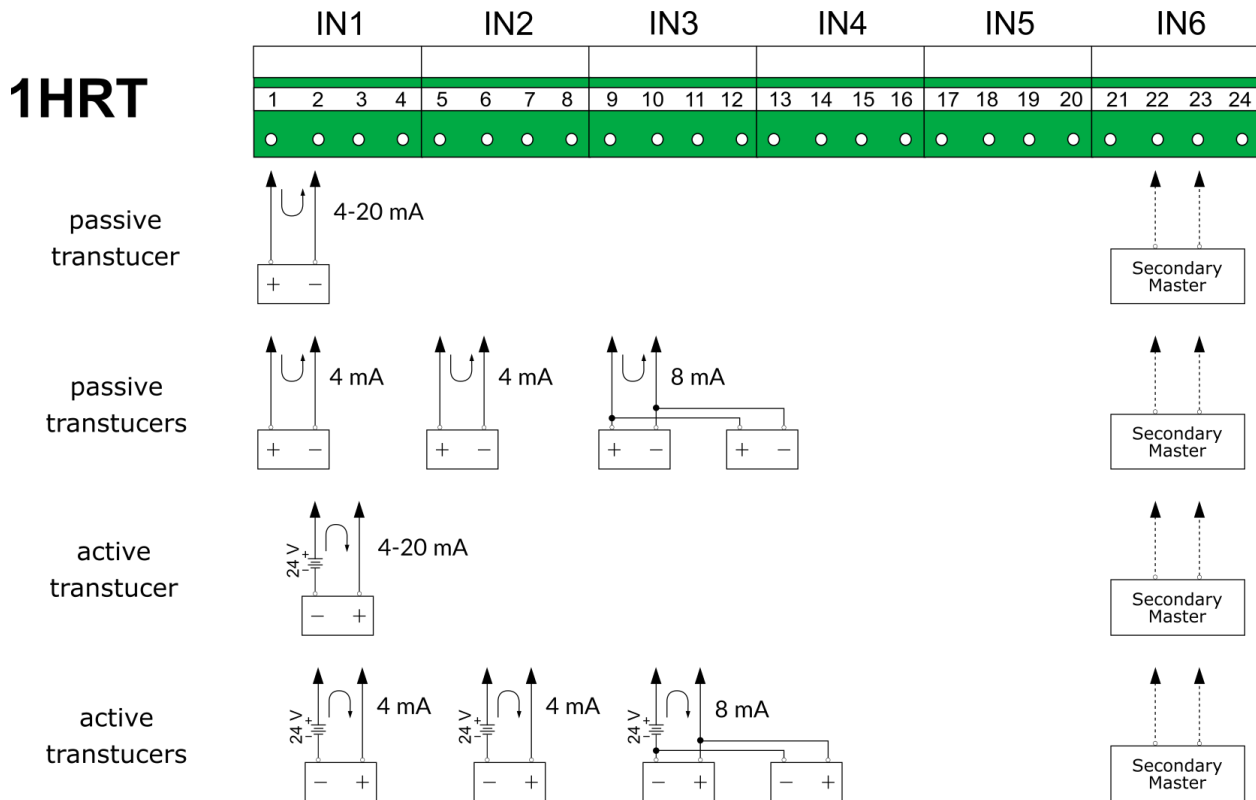 IN1 IN2 IN3 IN4 IN5 IN6
1HRT
1 2 3 4 5 6 7 8 9 10 11 12 13 14 15 16 17 18 19 20 21 22 23 24
passive
transtucer
4-20 mA
+ −
Secondary
Master
passive
transtucers
4 mA 4 mA 8 mA
+ − + − + − + −
Secondary
Master
active
transtucer
24 V + −
4-20 mA
− +
Secondary
Master
active
transtucers
24 V + − 4 mA 24 V + − 4 mA 24 V + − 8 mA
− + − + − + − +
Secondary
Master